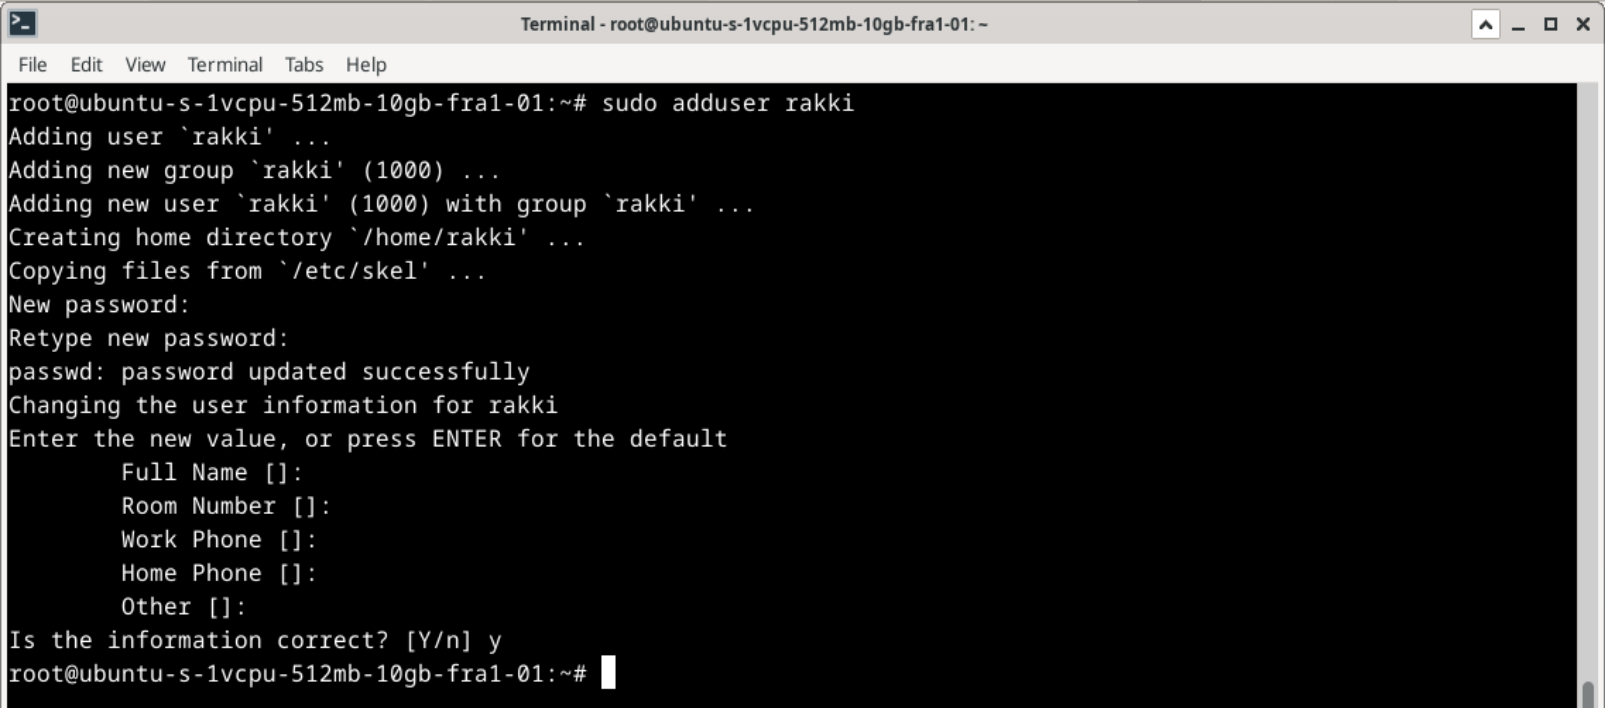 Terminal - root@ubuntu-s-1vcpu-512mb-10gb-fra1-01: ~
File Edit View Terminal Tabs Help
root@ubuntu-s-1vcpu-512mb-10gb-fra1-01:~# sudo adduser rakki
Adding user `rakki' ...
Adding new group `rakki' (1000) ...
Adding new user `rakki' (1000) with group `rakki' ...
Creating home directory `/home/rakki' ...
Copying files from `/etc/skel' ...
New password:
Retype new password:
passwd: password updated successfully
Changing the user information for rakki
Enter the new value, or press ENTER for the default
        Full Name []:
        Room Number []:
        Work Phone []:
        Home Phone []:
        Other []:
Is the information correct? [Y/n] y
root@ubuntu-s-1vcpu-512mb-10gb-fra1-01:~#